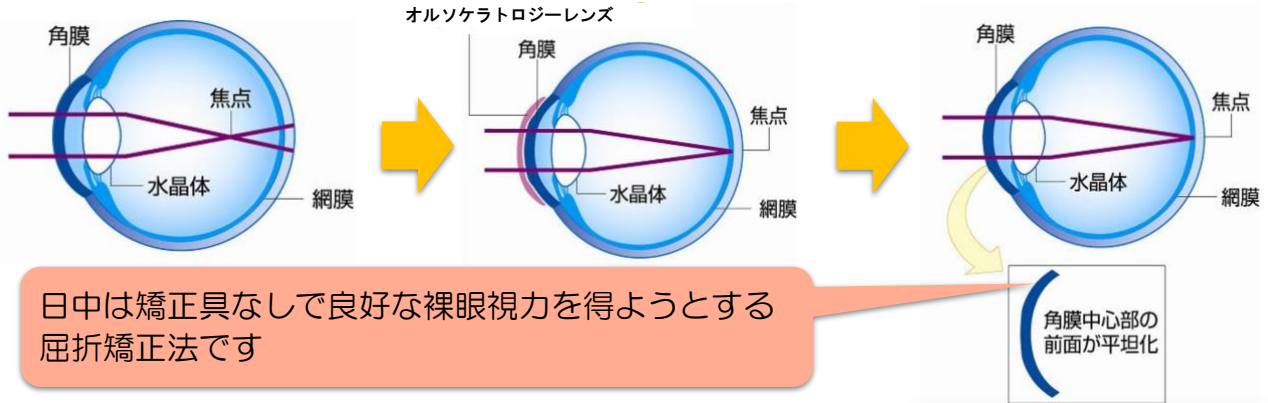 オルソケラトロジーレンズ
角膜
焦点
水晶体
網膜
角膜
焦点
水晶体
網膜
角膜
焦点
水晶体
網膜
日中は矯正具なしで良好な裸眼視力を得ようとする
屈折矯正法です
角膜中心部の
前面が平坦化